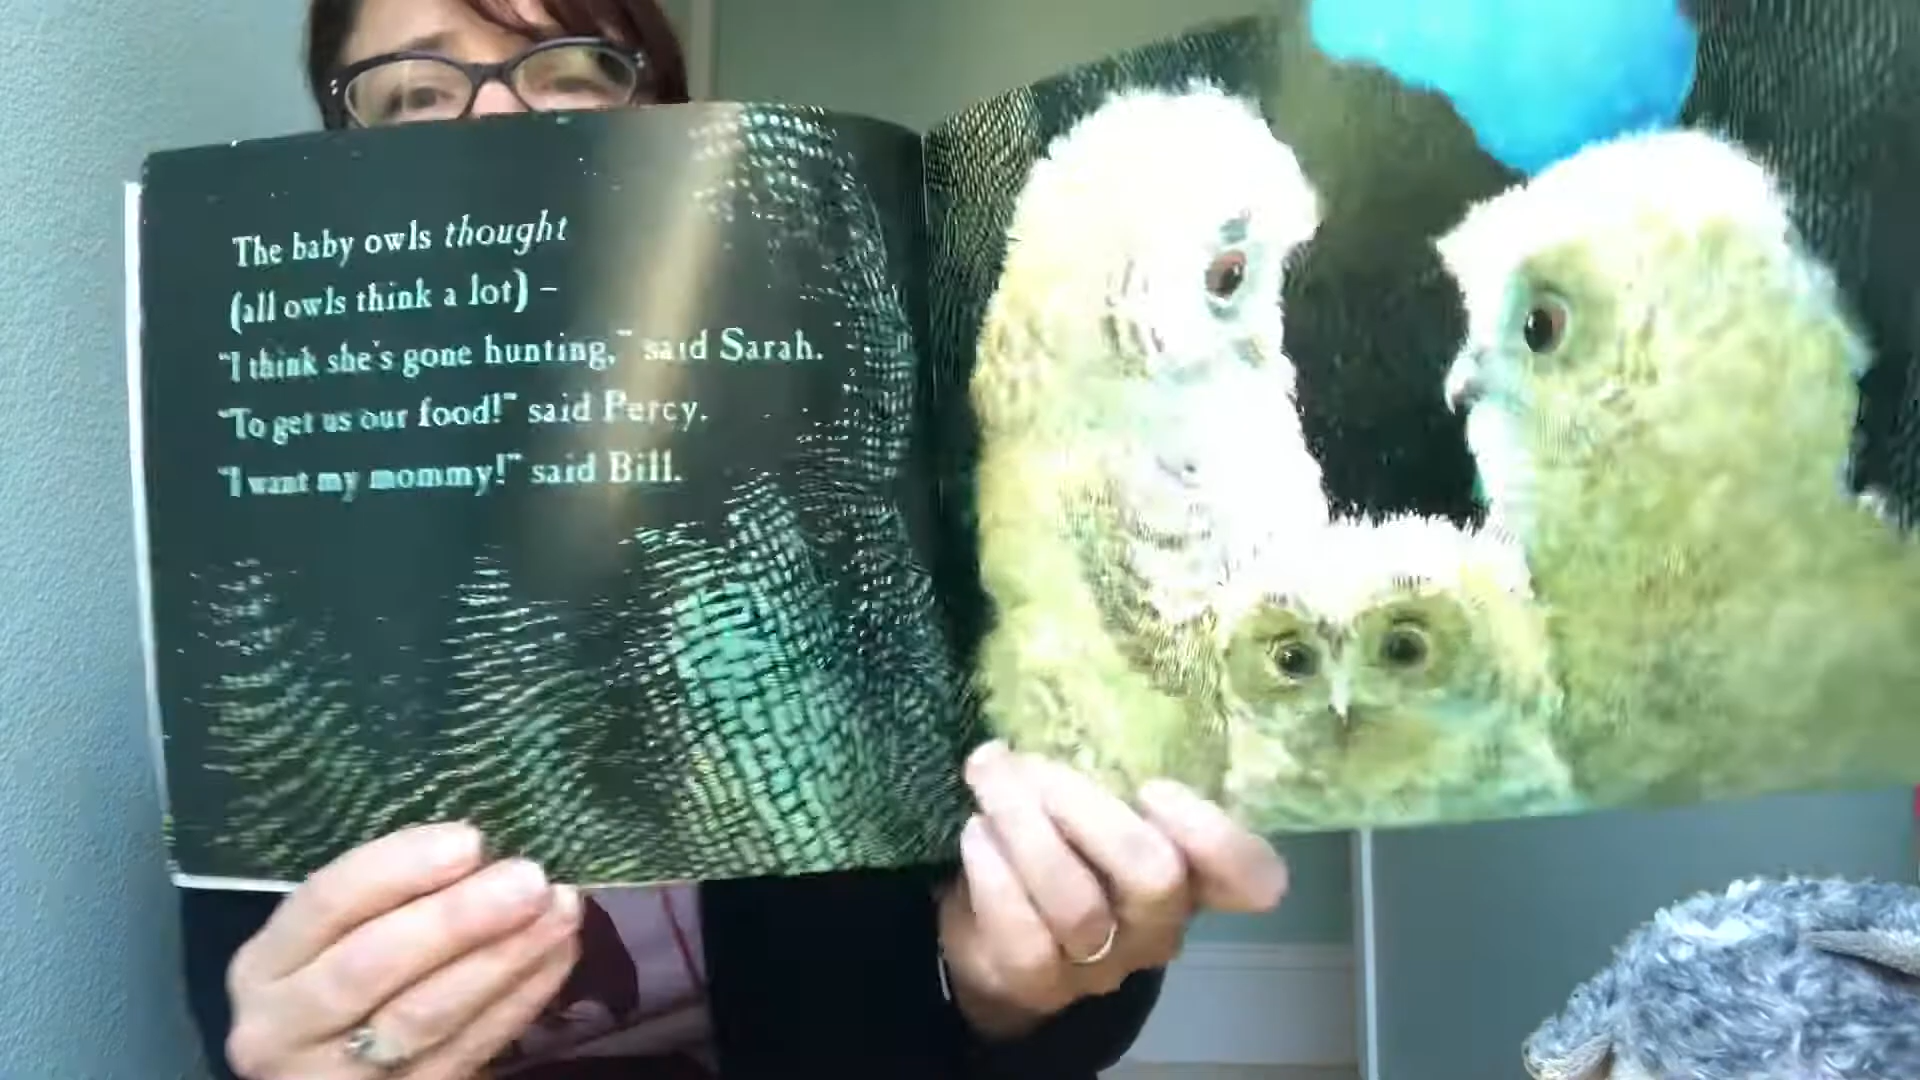 The baby owls thought
(all owls think a lot) –
"I think she's gone hunting," said Sarah.
"To get us our food!" said Percy.
"I want my mommy!" said Bill.